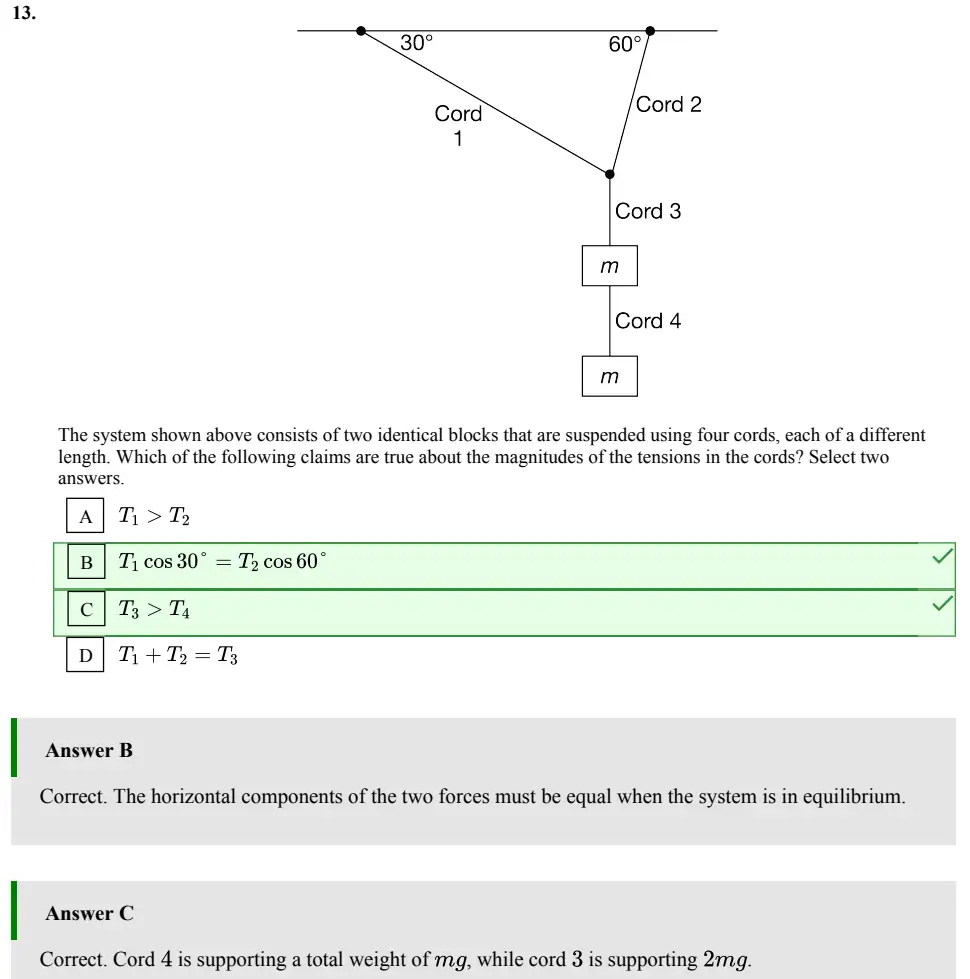 13.
30°
60°
Cord
1
Cord 2
Cord 3
m
Cord 4
m
The system shown above consists of two identical blocks that are suspended using four cords, each of a different
length. Which of the following claims are true about the magnitudes of the tensions in the cords? Select two
answers.
A T₁ > T₂
B T₁ cos 30° = T₂ cos 60°
C T₃ > T₄
D T₁ + T₂ = T₃
Answer B
Correct. The horizontal components of the two forces must be equal when the system is in equilibrium.
Answer C
Correct. Cord 4 is supporting a total weight of mg, while cord 3 is supporting 2mg.